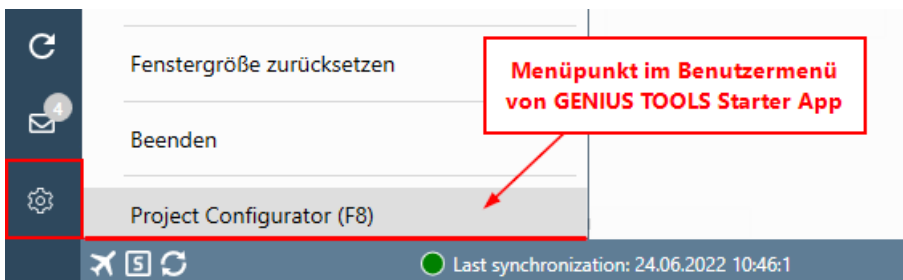 Fenstergröße zurücksetzen
Menüpunkt im Benutzermenü
von GENIUS TOOLS Starter App
4
Beenden
Project Configurator (F8)
S
Last synchronization: 24.06.2022 10:46:1